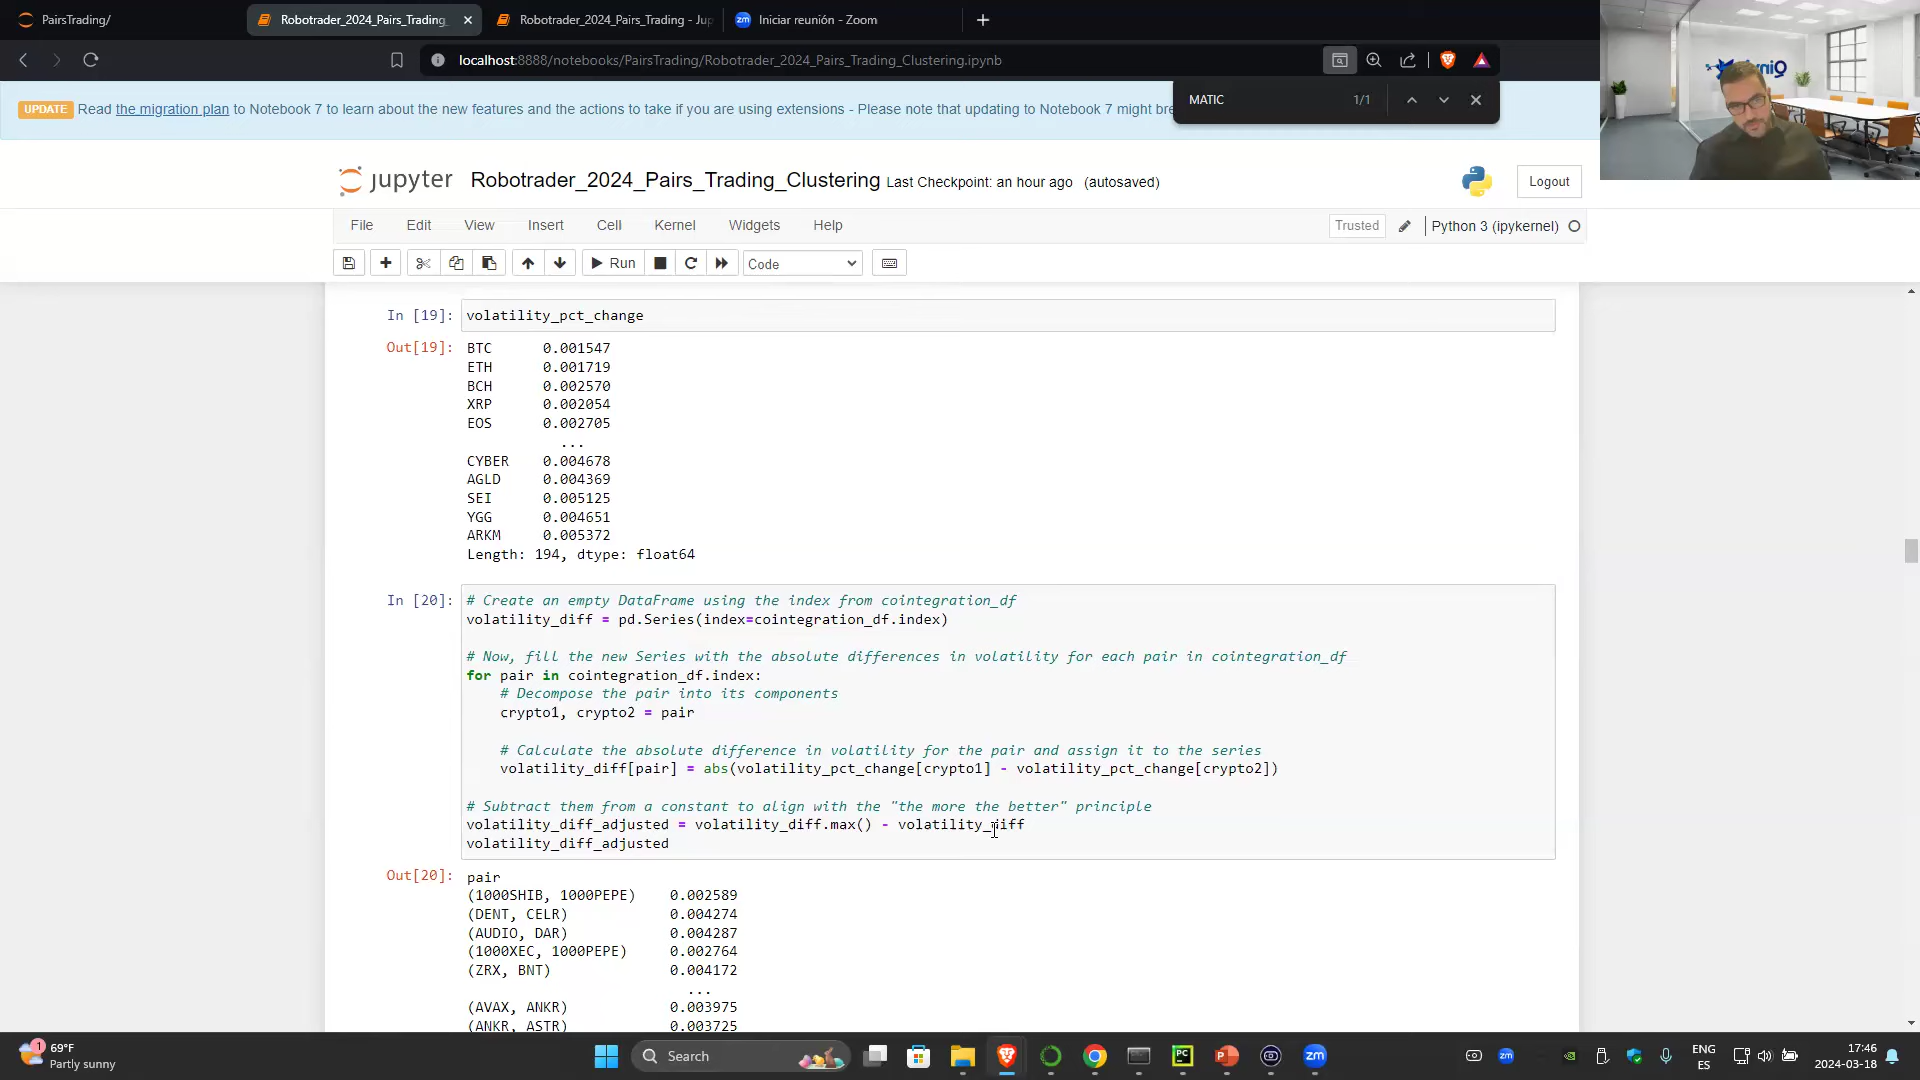 PairsTrading/
Robotrader_2024_Pairs_Trading_
Robotrader_2024_Pairs_Trading - Jup
zm
Iniciar reunión - Zoom
localhost:8888/notebooks/PairsTrading/Robotrader_2024_Pairs_Trading_Clustering.ipynb
MATIC
1/1
UPDATE
Read the migration plan to Notebook 7 to learn about the new features and the actions to take if you are using extensions - Please note that updating to Notebook 7 might bre
jupyter
Robotrader_2024_Pairs_Trading_Clustering
Last Checkpoint: an hour ago (autosaved)
Logout
File
Edit
View
Insert
Cell
Kernel
Widgets
Help
Trusted
Python 3 (ipykernel)
Run
Code
In [19]:
volatility_pct_change
Out[19]:
BTC 0.001547
ETH 0.001719
BCH 0.002570
XRP 0.002054
EOS 0.002705
...
CYBER 0.004678
AGLD 0.004369
SEI 0.005125
YGG 0.004651
ARKM 0.005372
Length: 194, dtype: float64
In [20]:
# Create an empty DataFrame using the index from cointegration_df
volatility_diff = pd.Series(index=cointegration_df.index)
# Now, fill the new Series with the absolute differences in volatility for each pair in cointegration_df
for pair in cointegration_df.index:
# Decompose the pair into its components
crypto1, crypto2 = pair
# Calculate the absolute difference in volatility for the pair and assign it to the series
volatility_diff[pair] = abs(volatility_pct_change[crypto1] - volatility_pct_change[crypto2])
# Subtract them from a constant to align with the "the more the better" principle
volatility_diff_adjusted = volatility_diff.max() - volatility_diff
volatility_diff_adjusted
Out[20]:
pair
(1000SHIB, 1000PEPE) 0.002589
(DENT, CELR) 0.004274
(AUDIO, DAR) 0.004287
(1000XEC, 1000PEPE) 0.002764
(ZRX, BNT) 0.004172
...
(AVAX, ANKR) 0.003975
(ANKR, ASTR) 0.003725
1
69°F
Partly sunny
Search
PC
zm
zm
ENG
ES
17:46
2024-03-18